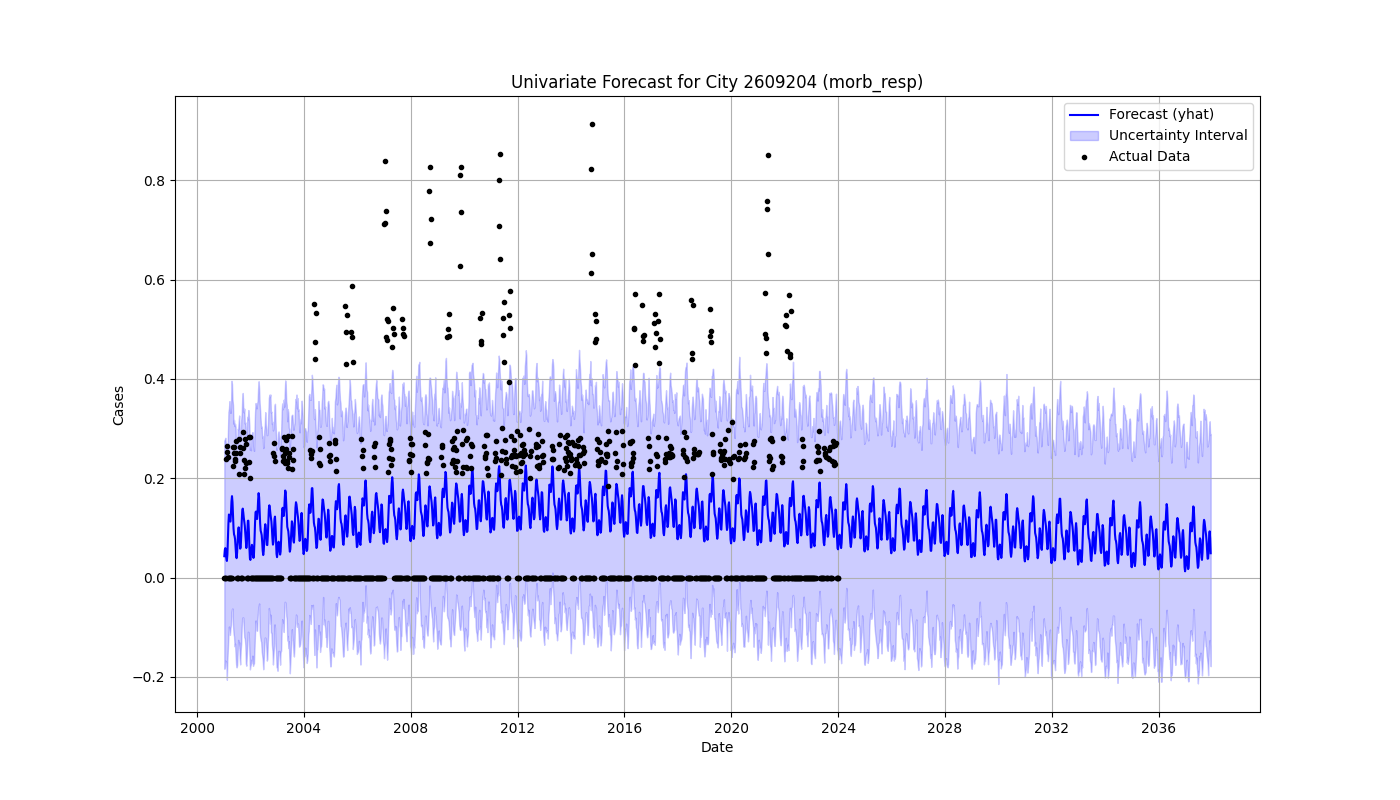 Univariate Forecast for City 2609204 (morb_resp)
Forecast (yhat)
Uncertainty Interval
Actual Data
Cases
0.8
0.6
0.4
0.2
0.0
−0.2
2000 2004 2008 2012 2016 2020 2024 2028 2032 2036
Date